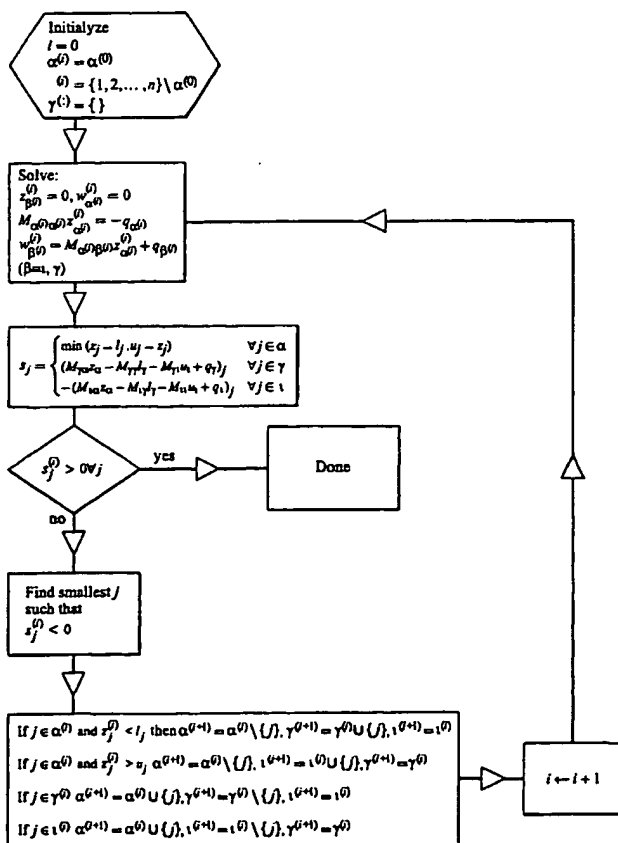 Initialyze
i = 0
α^(i) = α^(0)
^(i) = {1, 2, ..., n} \ α^(0)
γ^(:) = { }
Solve:
z_β^(i)^(i) = 0, w_α^(i)^(i) = 0
M_α^(i)α^(i) z_α^(i)^(i) = −q_α^(i)
w_β^(i)^(i) = M_α^(i)β^(i) z_α^(i)^(i) + q_β^(i)
(β=ι, γ)
s_j = { min (z_j − l_j . u_j − z_j) ∀j ∈ α
(M_γα z_α − M_γγ l_γ − M_γι u_ι + q_γ)_j ∀j ∈ γ
−(M_ια z_α − M_ιγ l_γ − M_ιι u_ι + q_ι)_j ∀j ∈ ι
s_j^(i) > 0∀j
yes
Done
no
Find smallest j
such that
s_j^(i) < 0
If j ∈ α^(i) and z_j^(i) < l_j then α^(i+1) = α^(i) \ {j}, γ^(i+1) = γ^(i) ∪ {j}, ι^(i+1) = ι^(i)
If j ∈ α^(i) and z_j^(i) > u_j α^(i+1) = α^(i) \ {j}, ι^(i+1) = ι^(i) ∪ {j}, γ^(i+1) = γ^(i)
If j ∈ γ^(i) α^(i+1) = α^(i) ∪ {j}, γ^(i+1) = γ^(i) \ {j}, ι^(i+1) = ι^(i)
If j ∈ ι^(i) α^(i+1) = α^(i) ∪ {j}, ι^(i+1) = ι^(i) \ {j}, γ^(i+1) = γ^(i)
i ← i + 1